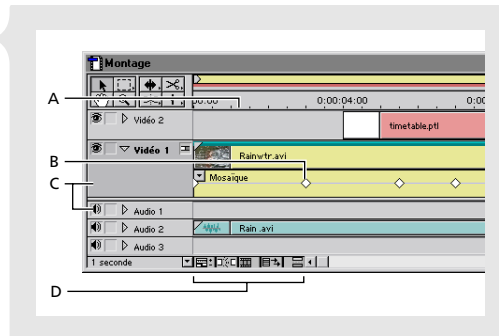 Montage
A
00:00
0:00:04:00
0:00
Vidéo 2
timetable.ptl
B
Vidéo 1
Rainwtr.avi
C
Mosaïque
Audio 1
Audio 2
Rain .avi
Audio 3
1 seconde
D